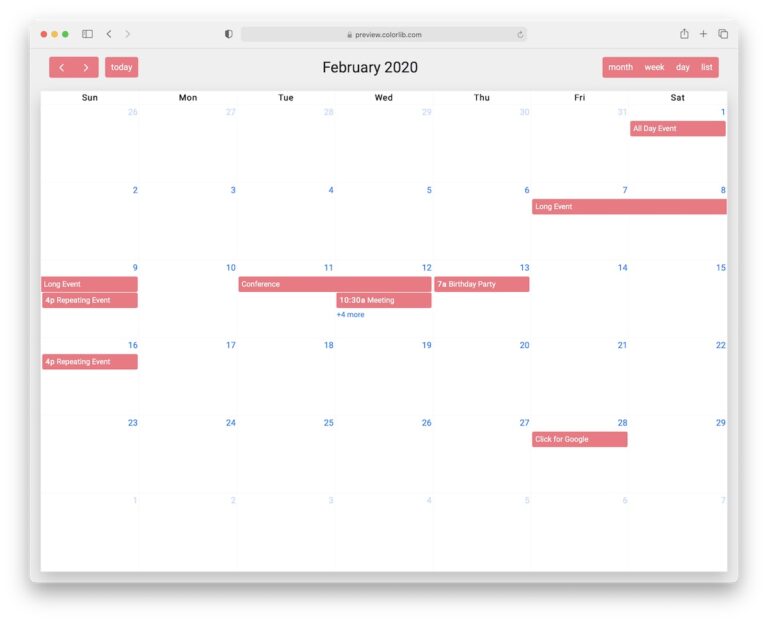 preview.colorlib.com
today
February 2020
month week day list
Sun Mon Tue Wed Thu Fri Sat
26 27 28 29 30 31 1
All Day Event
2 3 4 5 6 7 8
Long Event
9 10 11 12 13 14 15
Long Event Conference 7a Birthday Party
4p Repeating Event 10:30a Meeting
+4 more
16 17 18 19 20 21 22
4p Repeating Event
23 24 25 26 27 28 29
Click for Google
1 2 3 4 5 6 7